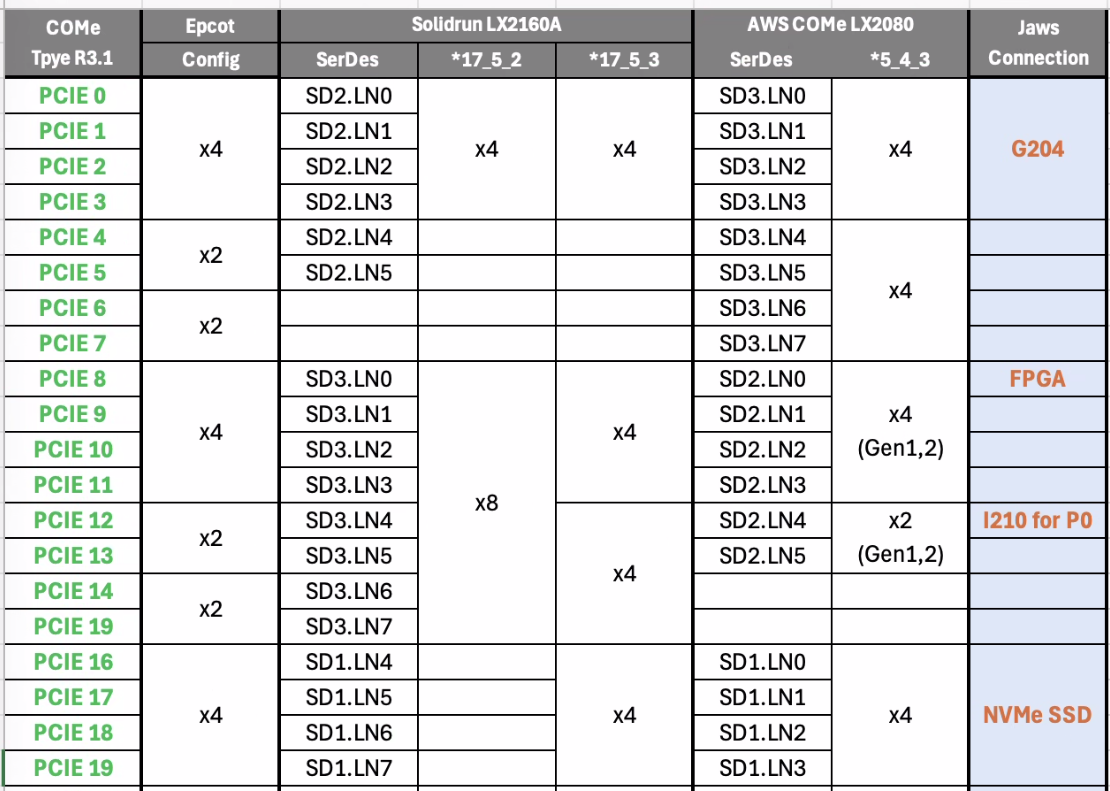 COMe Epcot Solidrun LX2160A AWS COMe LX2080 Jaws
Tpye R3.1 Config SerDes *17_5_2 *17_5_3 SerDes *5_4_3 Connection
PCIE 0 SD2.LN0 SD3.LN0
PCIE 1 SD2.LN1 SD3.LN1
x4 x4 x4 x4 G204
PCIE 2 SD2.LN2 SD3.LN2
PCIE 3 SD2.LN3 SD3.LN3
PCIE 4 SD2.LN4 SD3.LN4
x2
PCIE 5 SD2.LN5 SD3.LN5
x4
PCIE 6 SD3.LN6
x2
PCIE 7 SD3.LN7
PCIE 8 SD3.LN0 SD2.LN0 FPGA
PCIE 9 SD3.LN1 SD2.LN1 x4
x4 x4
PCIE 10 SD3.LN2 SD2.LN2 (Gen1,2)
PCIE 11 SD3.LN3 SD2.LN3
x8
PCIE 12 SD3.LN4 SD2.LN4 x2 I210 for P0
x2
PCIE 13 SD3.LN5 SD2.LN5 (Gen1,2)
x4
PCIE 14 SD3.LN6
x2
PCIE 19 SD3.LN7
PCIE 16 SD1.LN4 SD1.LN0
PCIE 17 SD1.LN5 SD1.LN1
x4 x4 x4 NVMe SSD
PCIE 18 SD1.LN6 SD1.LN2
PCIE 19 SD1.LN7 SD1.LN3